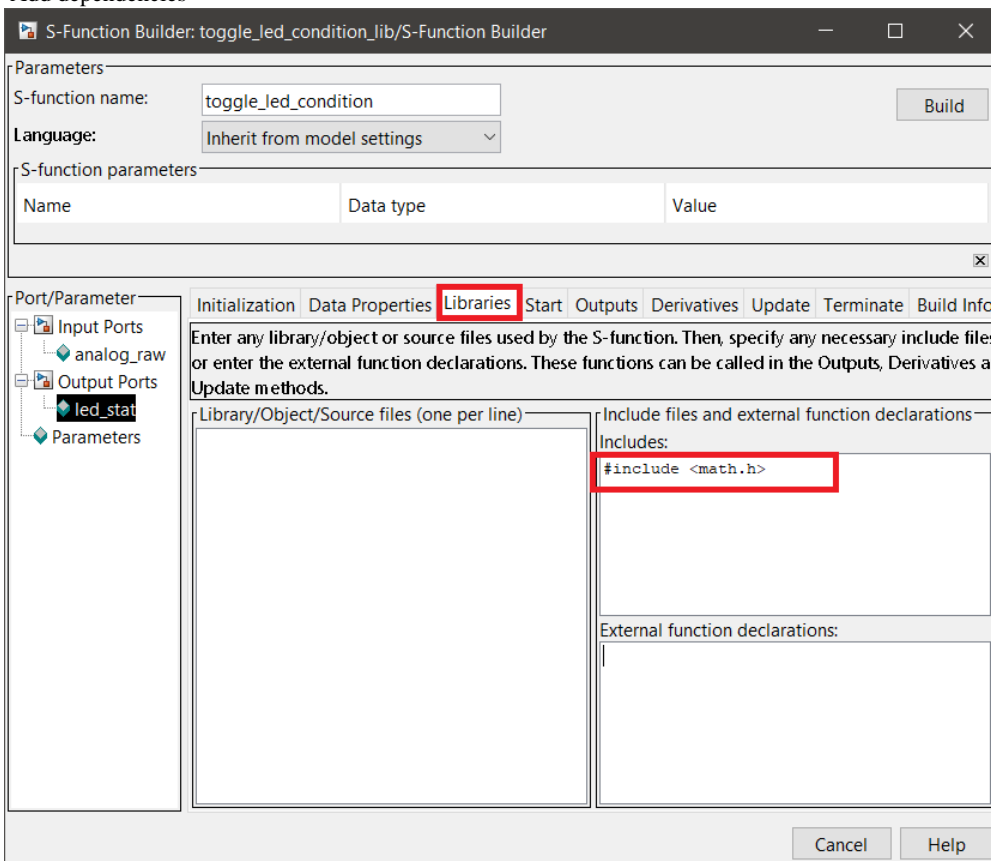 Add dependencies
S-Function Builder: toggle_led_condition_lib/S-Function Builder
Parameters
S-function name:
toggle_led_condition
Build
Language:
Inherit from model settings
S-function parameters
Name Data type Value
Port/Parameter
Input Ports
analog_raw
Output Ports
led_stat
Parameters
Initialization Data Properties Libraries Start Outputs Derivatives Update Terminate Build Info
Enter any library/object or source files used by the S-function. Then, specify any necessary include files
or enter the external function declarations. These functions can be called in the Outputs, Derivatives a
Update methods.
Library/Object/Source files (one per line)
Include files and external function declarations
Includes:
#include <math.h>
External function declarations:
Cancel Help